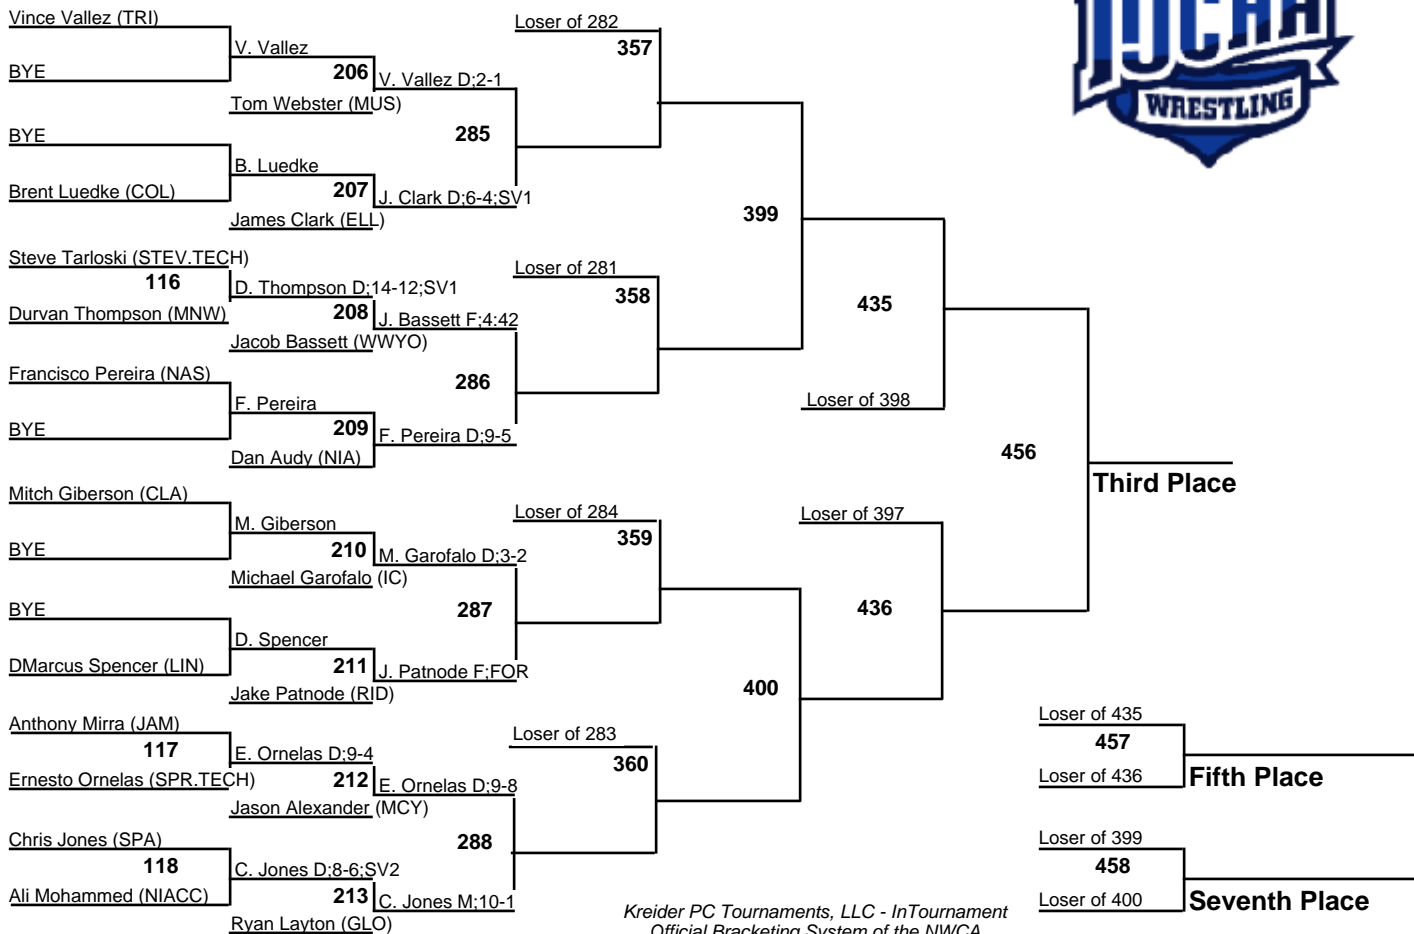 Vince Vallez (TRI)
BYE
BYE
Brent Luedke (COL)
Steve Tarloski (STEV.TECH)
116
Durvan Thompson (MNW)
Francisco Pereira (NAS)
BYE
Mitch Giberson (CLA)
BYE
BYE
DMarcus Spencer (LIN)
Anthony Mirra (JAM)
117
Ernesto Ornelas (SPR.TECH)
Chris Jones (SPA)
118
Ali Mohammed (NIACC)
V. Vallez
206
Tom Webster (MUS)
B. Luedke
207
James Clark (ELL)
D. Thompson D;14-12;SV1
208
Jacob Bassett (WWYO)
F. Pereira
209
Dan Audy (NIA)
M. Giberson
210
Michael Garofalo (IC)
D. Spencer
211
Jake Patnode (RID)
E. Ornelas D;9-4
212
Jason Alexander (MCY)
C. Jones D;8-6;SV2
213
Ryan Layton (GLO)
V. Vallez D;2-1
285
J. Clark D;6-4;SV1
J. Bassett F;4:42
286
F. Pereira D;9-5
M. Garofalo D;3-2
287
J. Patnode F;FOR
E. Ornelas D;9-8
288
C. Jones M;10-1
Loser of 282
357
Loser of 281
358
Loser of 284
359
Loser of 283
360
399
400
435
Loser of 398
Loser of 397
436
456
Third Place
Loser of 435
457
Loser of 436
Fifth Place
Loser of 399
458
Loser of 400
Seventh Place
NJCAA
WRESTLING
Kreider PC Tournaments, LLC - InTournament
Official Bracketing System of the NWCA